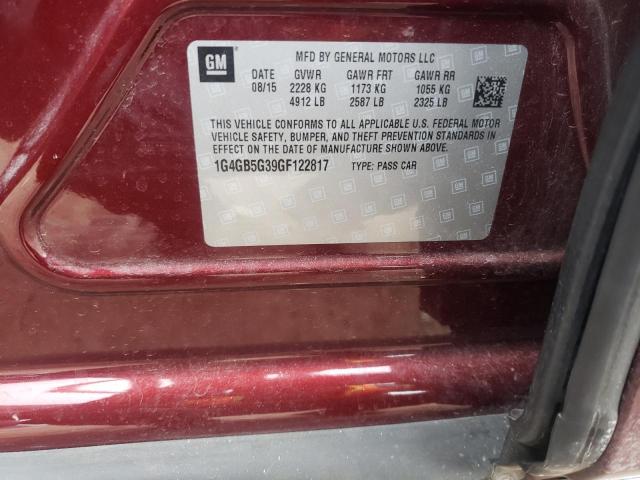 GM
MFD BY GENERAL MOTORS LLC
DATE GVWR GAWR FRT GAWR RR
08/15 2228 KG 1173 KG 1055 KG
4912 LB 2587 LB 2325 LB
THIS VEHICLE CONFORMS TO ALL APPLICABLE U.S. FEDERAL MOTOR
VEHICLE SAFETY, BUMPER, AND THEFT PREVENTION STANDARDS IN
EFFECT ON THE DATE OF MANUFACTURE SHOWN ABOVE.
1G4GB5G39GF122817 TYPE: PASS CAR